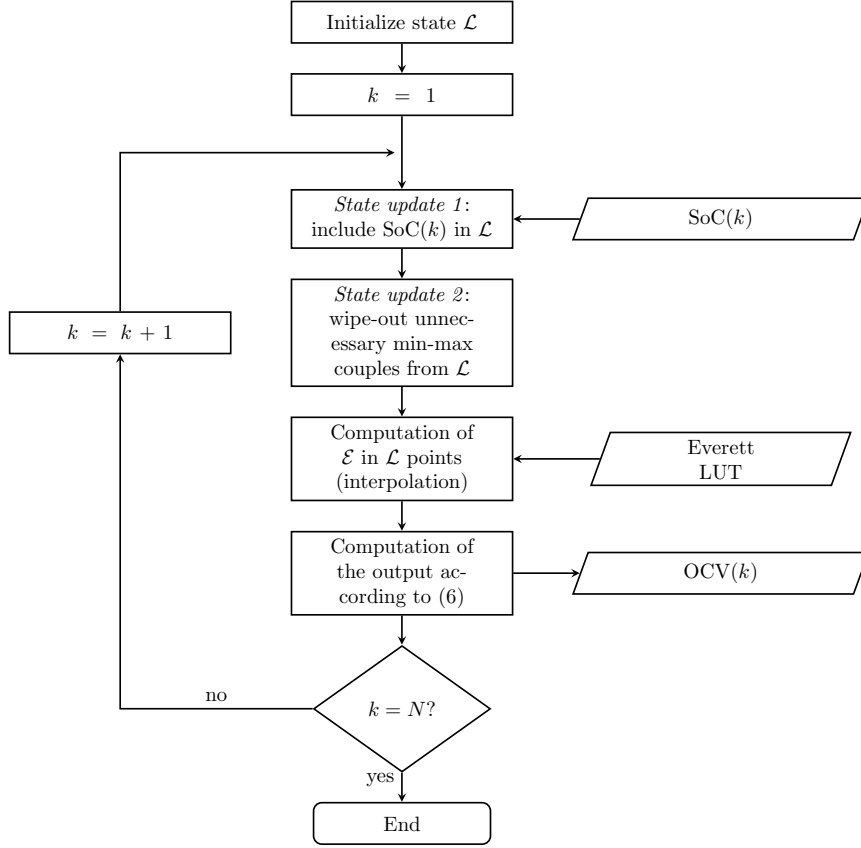 Initialize state ℒ
k = 1
State update 1:
include SoC(k) in ℒ
SoC(k)
State update 2:
wipe-out unnec-
essary min-max
couples from ℒ
k = k + 1
Computation of
ℰ in ℒ points
(interpolation)
Everett
LUT
Computation of
the output ac-
cording to (6)
OCV(k)
no
k = N?
yes
End